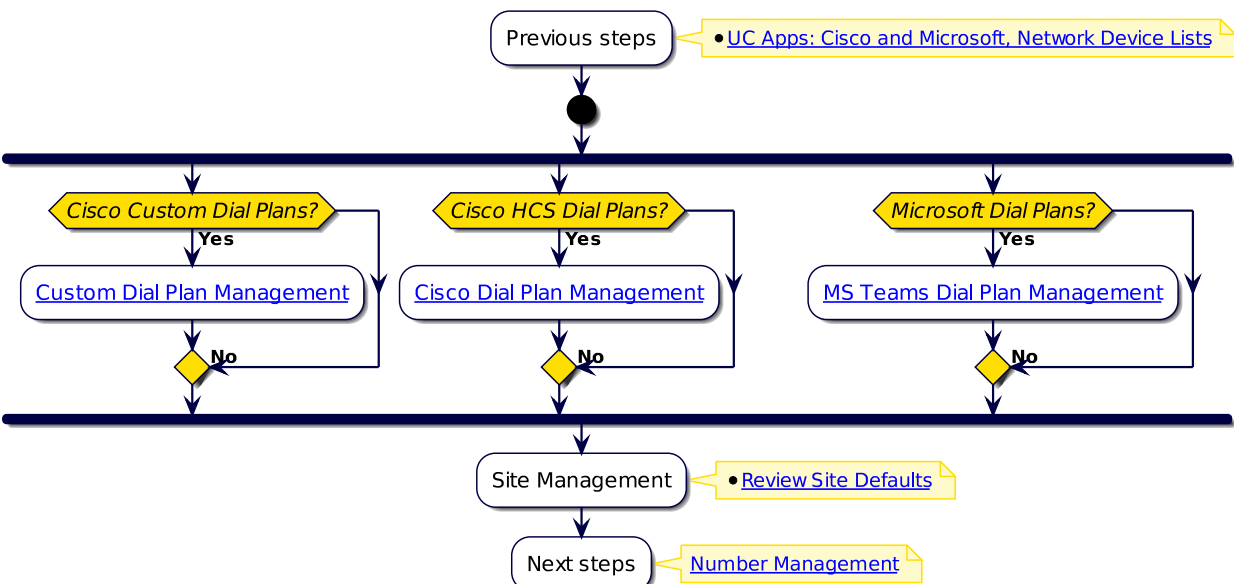 Previous steps
• UC Apps: Cisco and Microsoft, Network Device Lists
Cisco Custom Dial Plans?
Cisco HCS Dial Plans?
Microsoft Dial Plans?
Yes
Yes
Yes
Custom Dial Plan Management
Cisco Dial Plan Management
MS Teams Dial Plan Management
No
No
No
Site Management
• Review Site Defaults
Next steps
Number Management